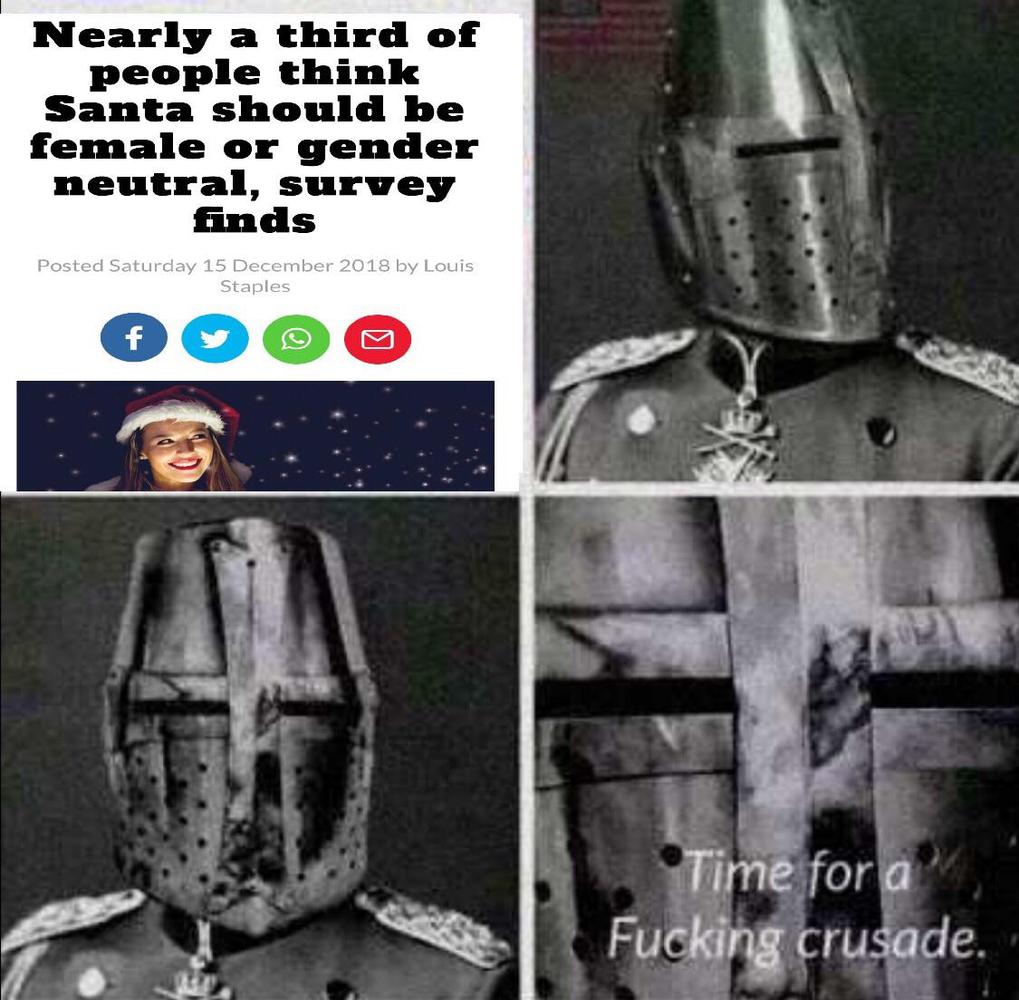 Nearly a third of
people think
Santa should be
female or gender
neutral, survey
finds
Posted Saturday 15 December 2018 by Louis
Staples
Time for a
Fucking crusade.